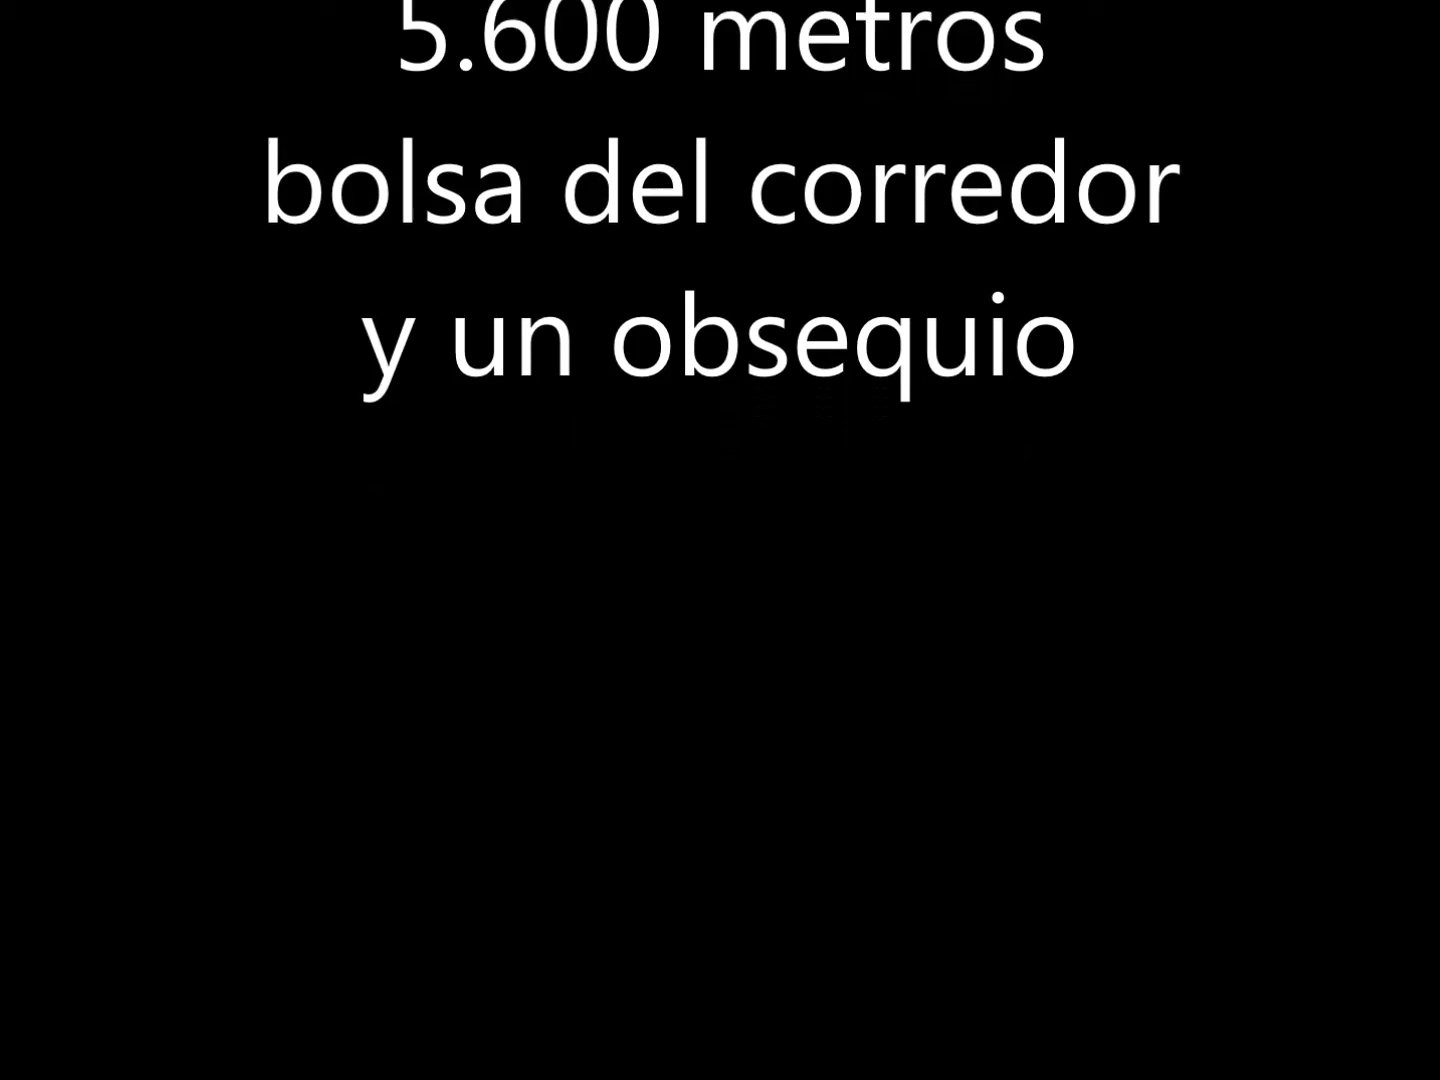 5.600 metros
bolsa del corredor
y un obsequio